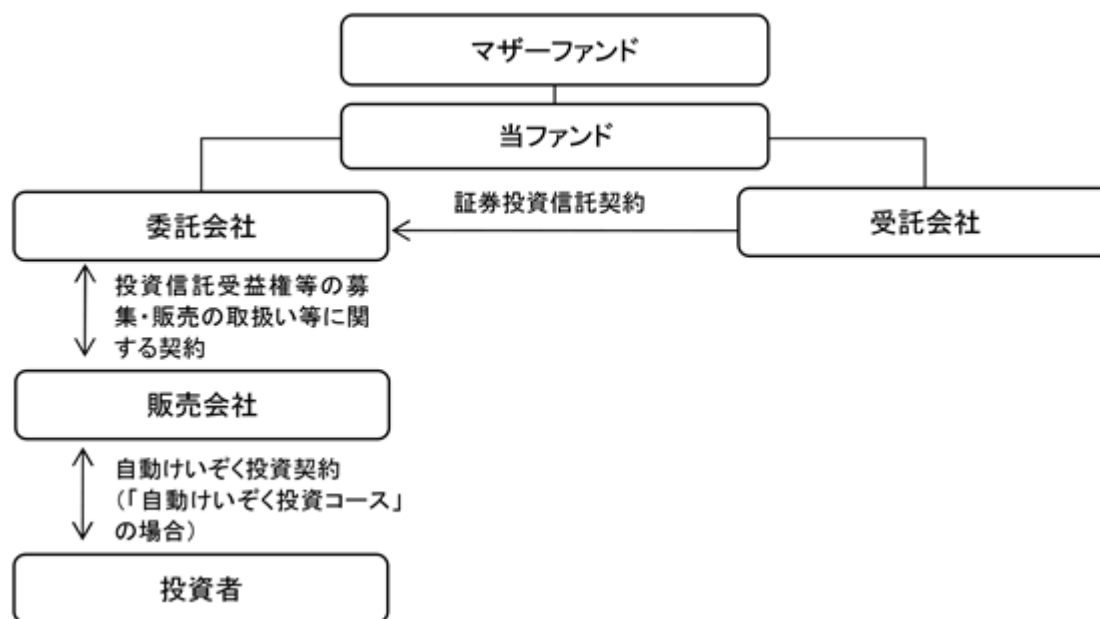 マザーファンド
当ファンド
委託会社
証券投資信託契約
受託会社
投資信託受益権等の募
集・販売の取扱い等に関
する契約
販売会社
自動けいぞく投資契約
(「自動けいぞく投資コース」
の場合)
投資者